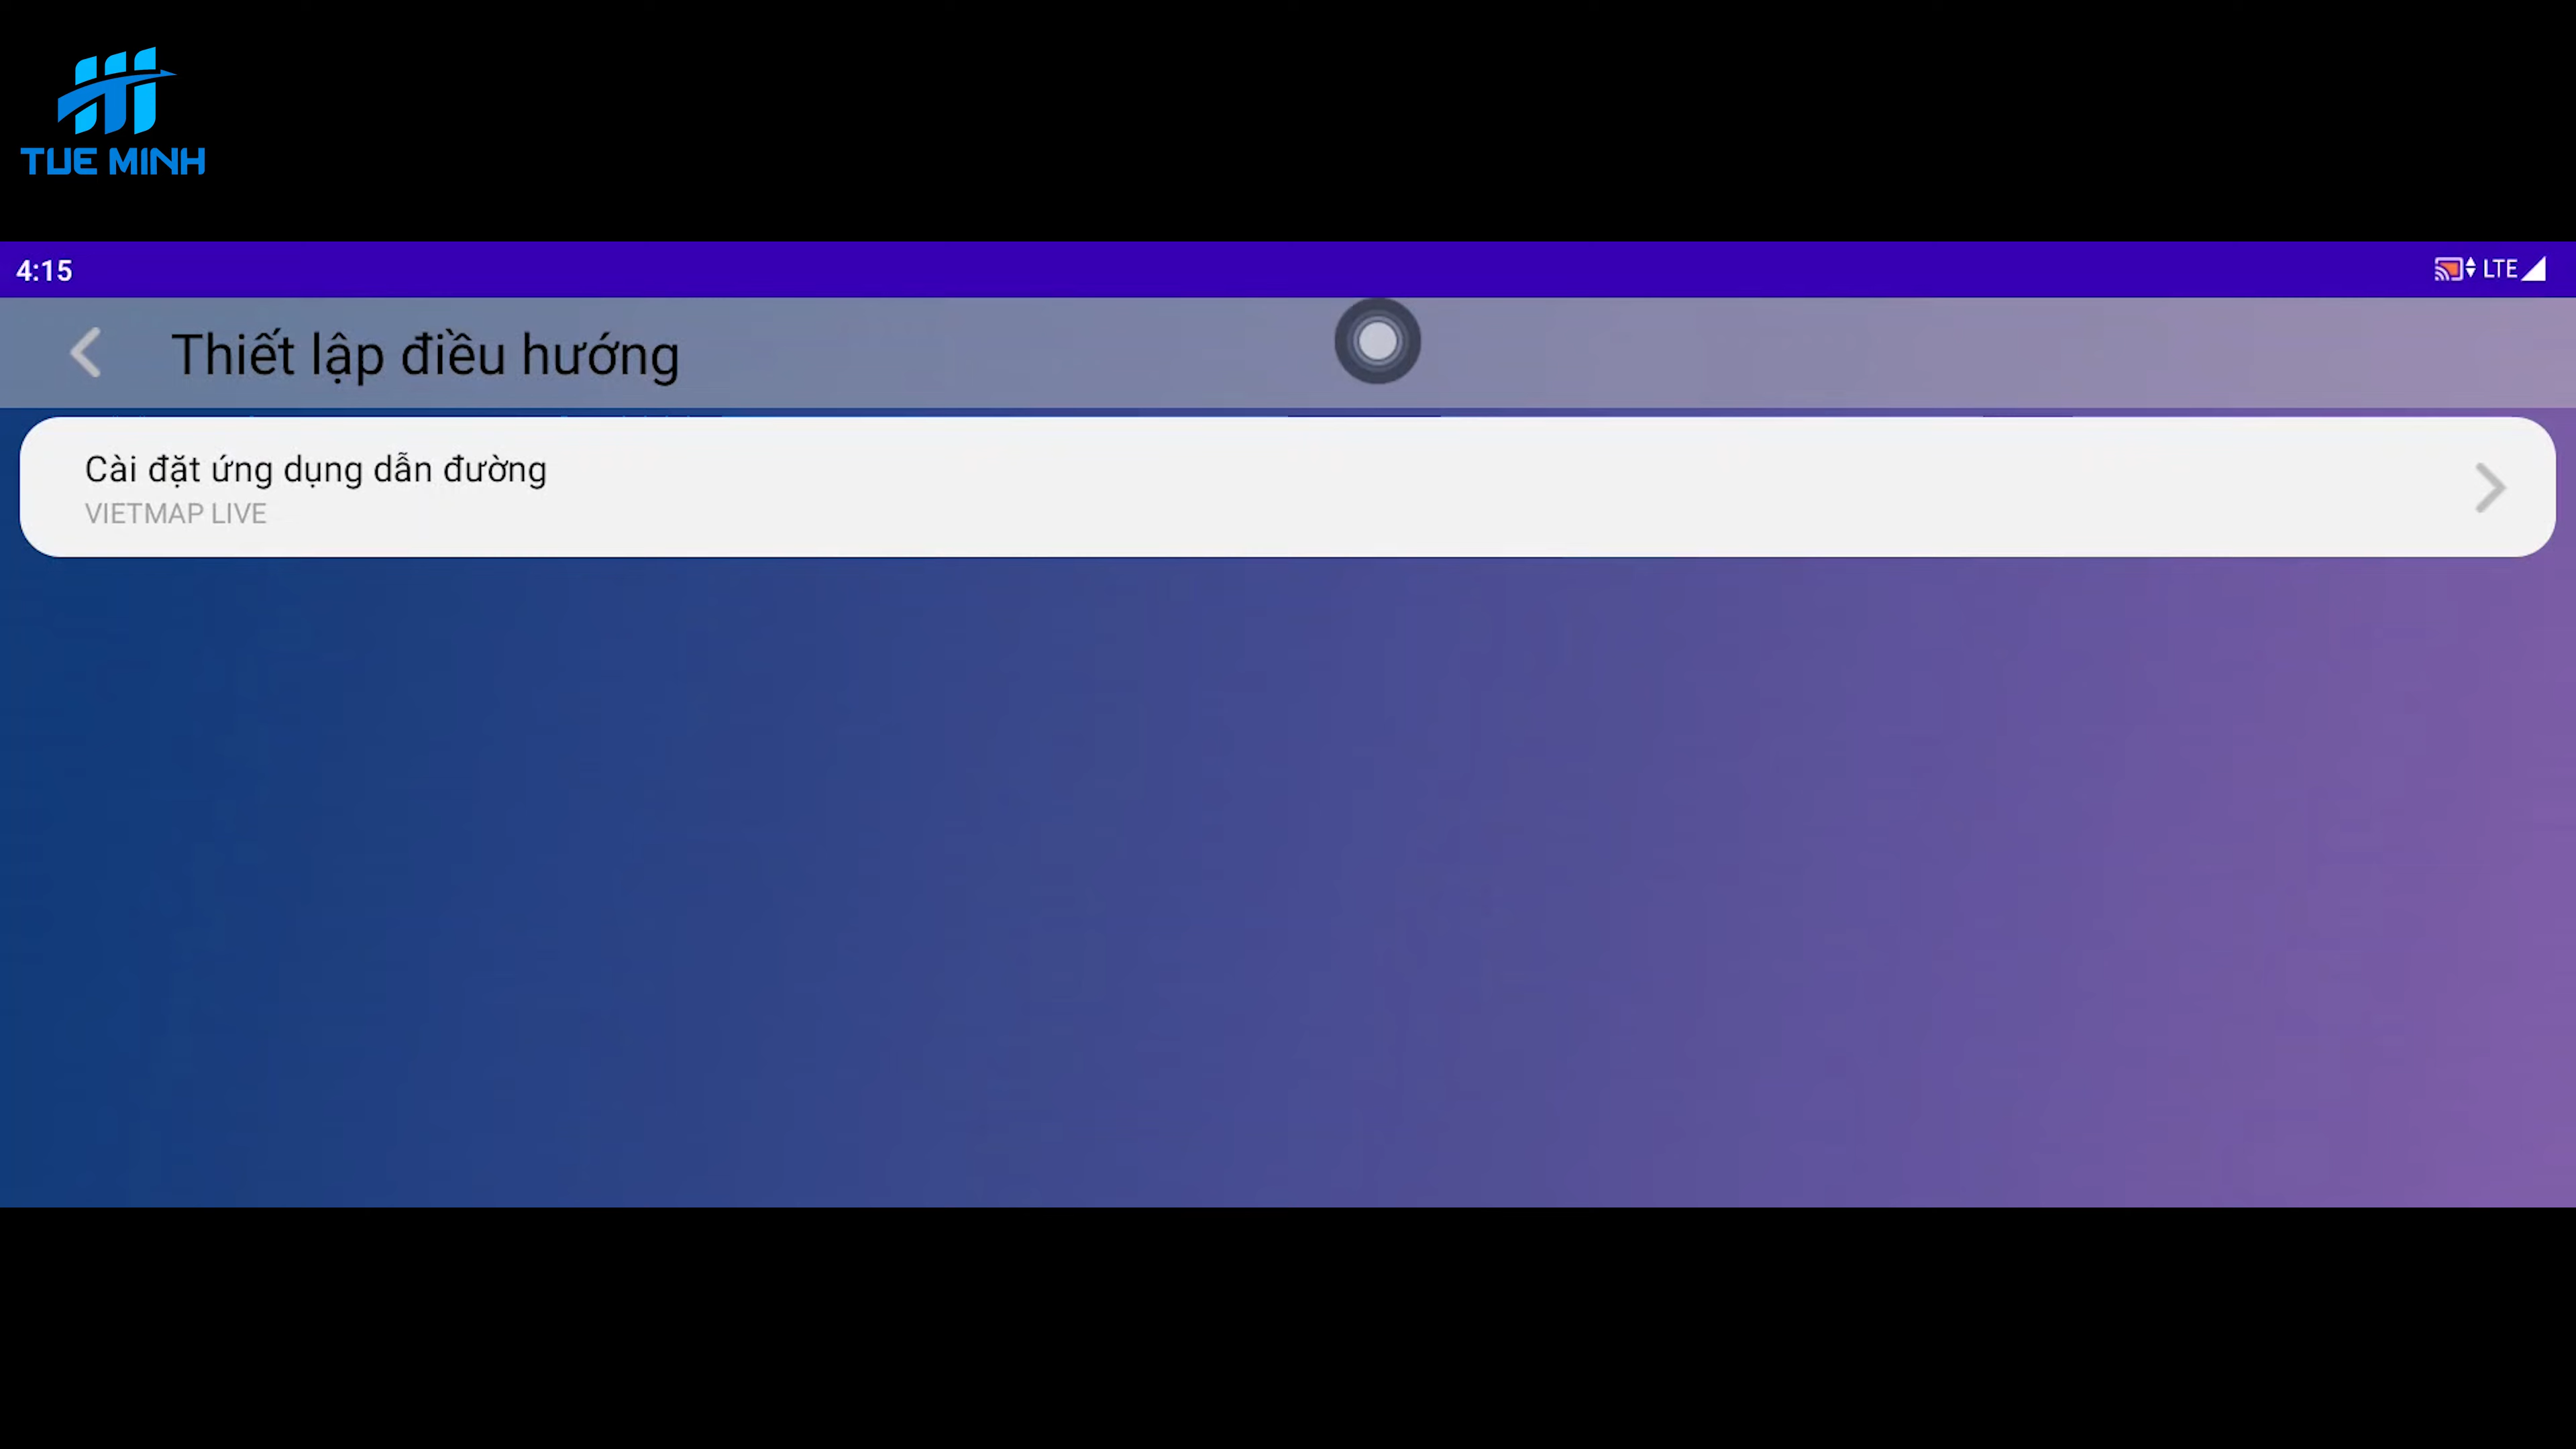 TUE MINH
4:15
LTE
Thiết lập điều hướng
Cài đặt ứng dụng dẫn đường
VIETMAP LIVE